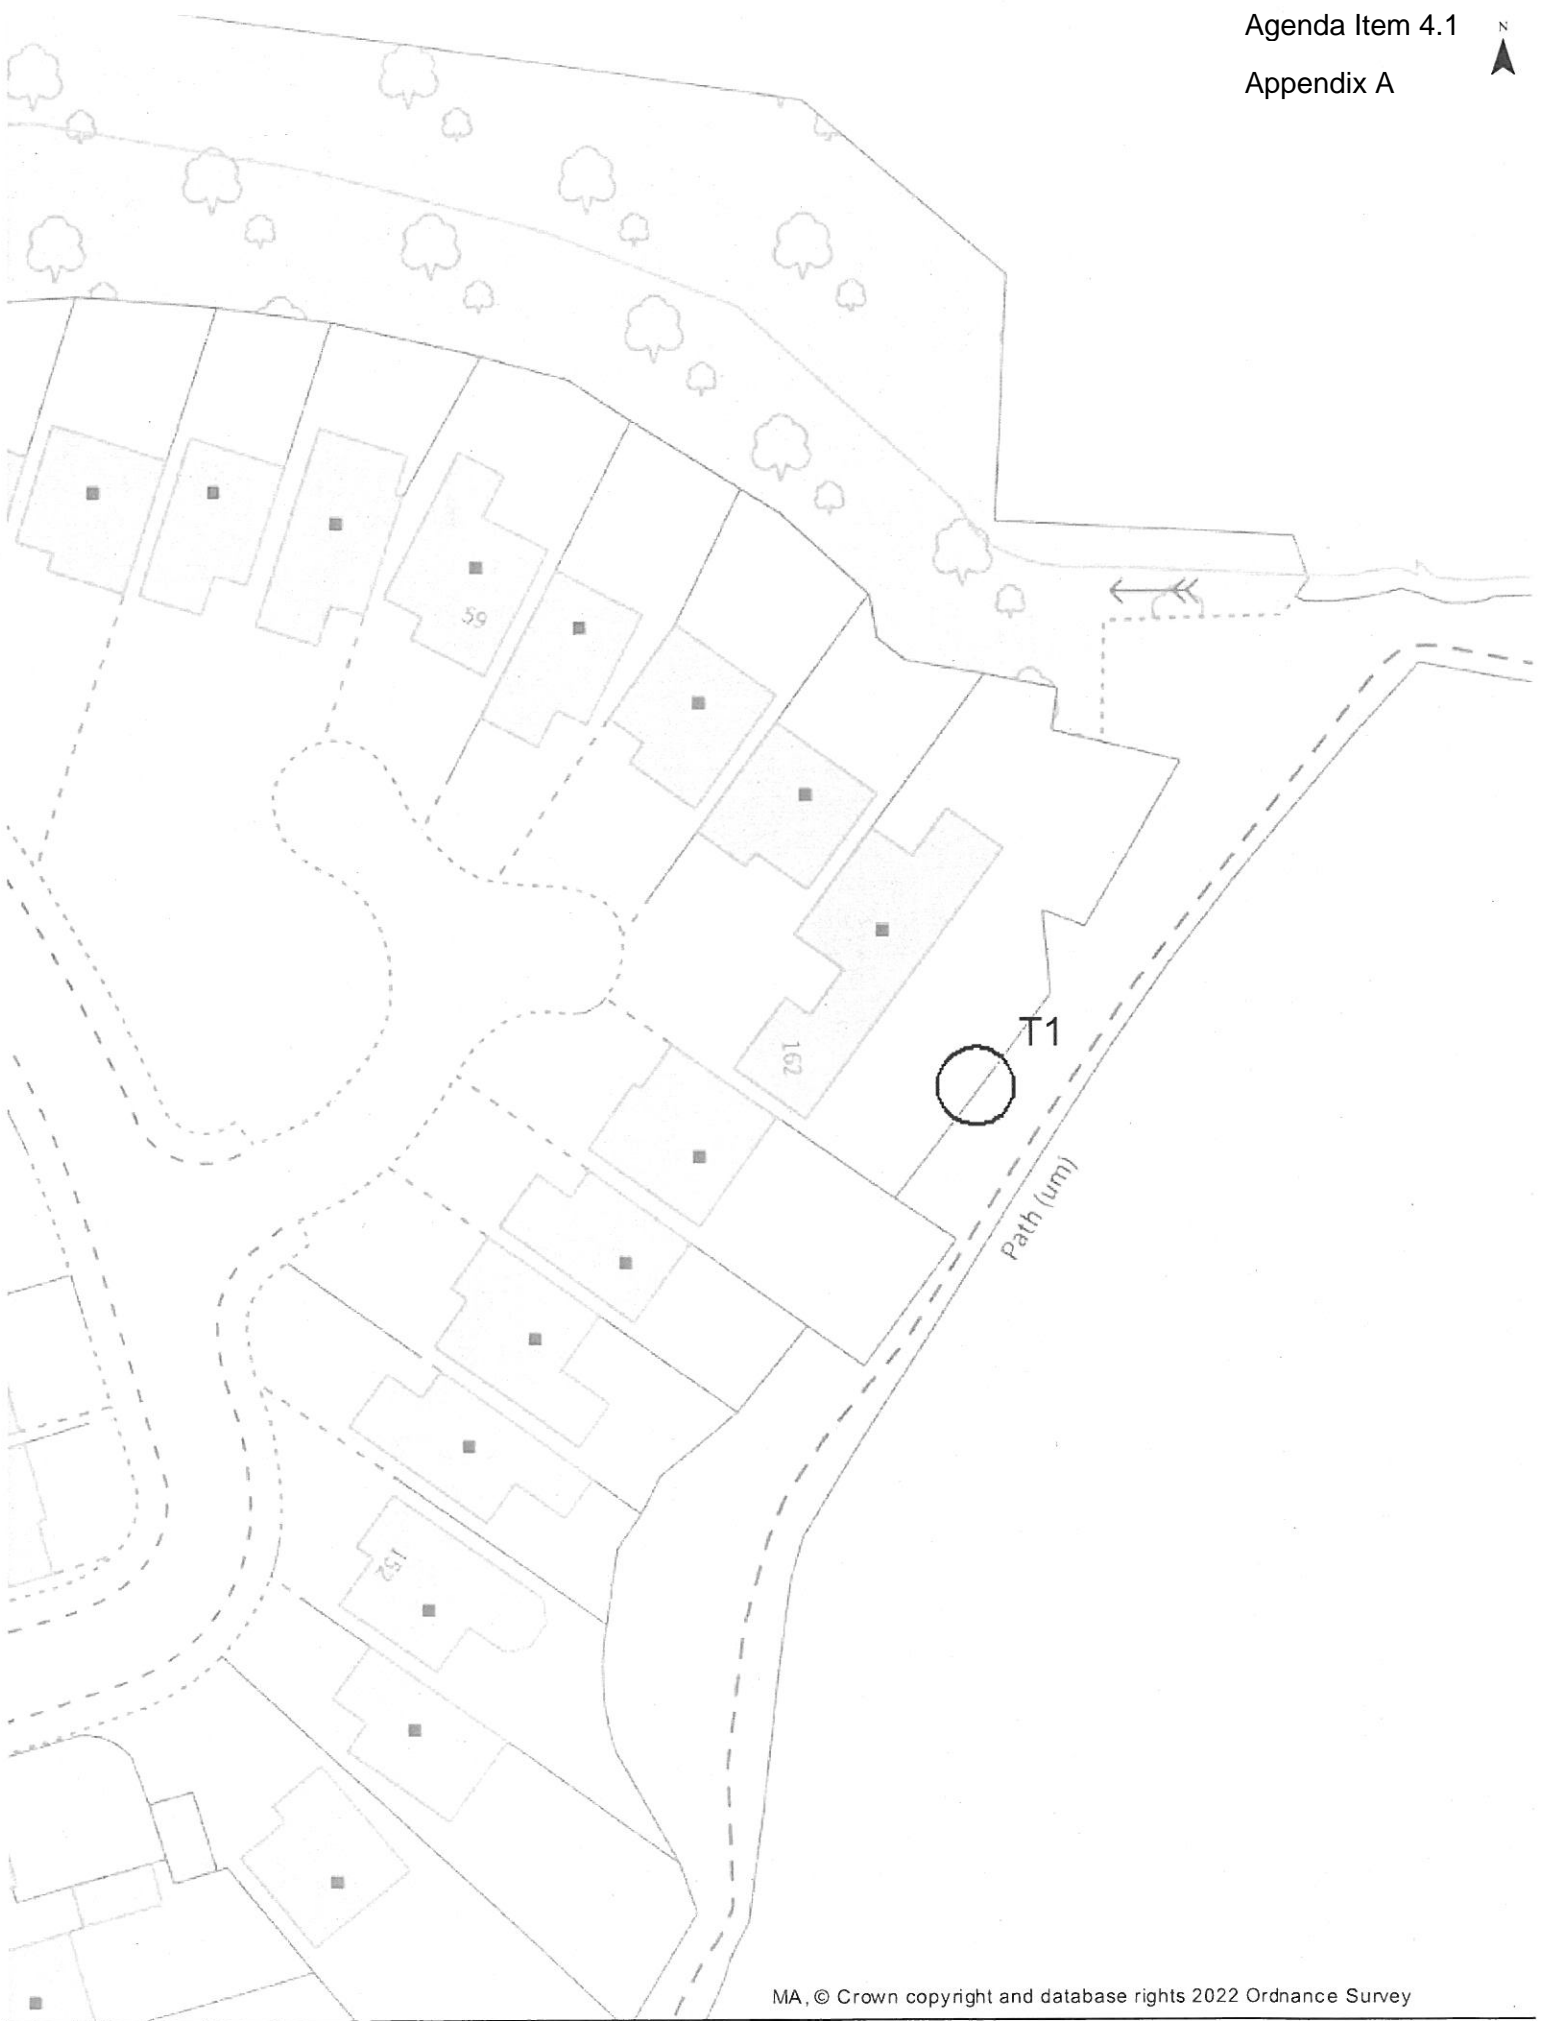 Agenda Item 4.1
N
Appendix A
59
T1
162
Path (um)
152
MA, © Crown copyright and database rights 2022 Ordnance Survey